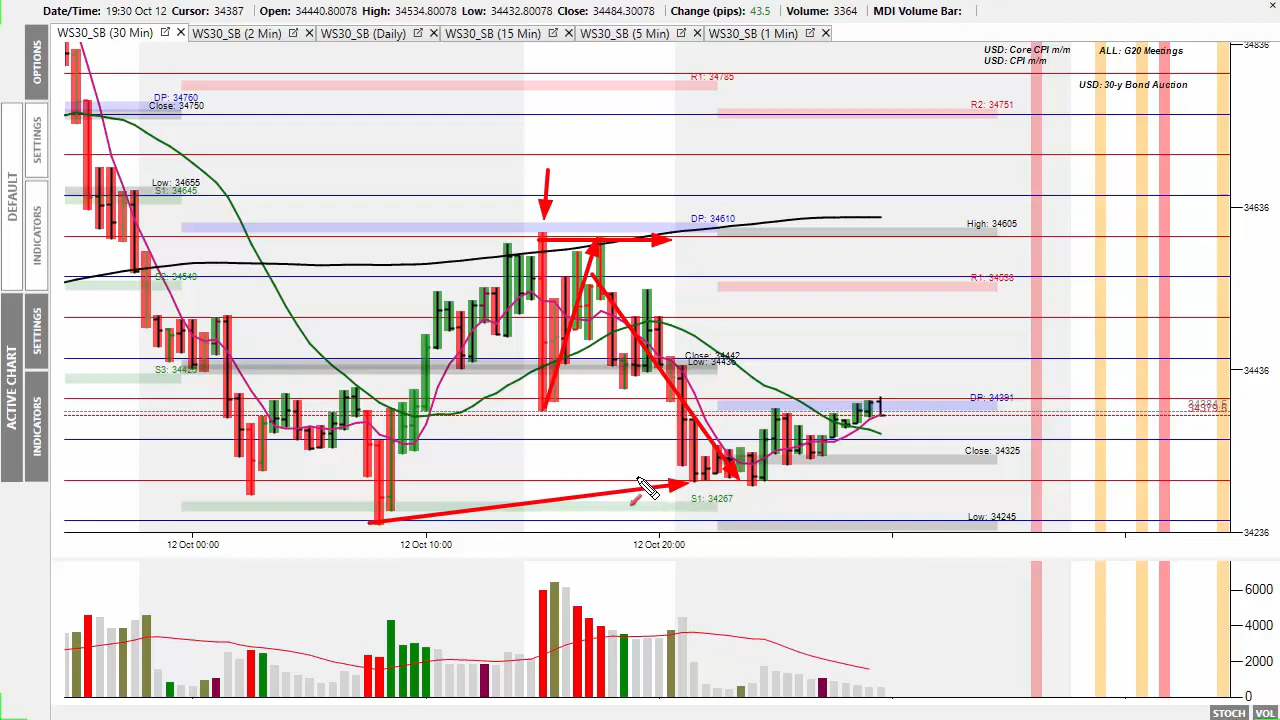 Date/Time: 19:30 Oct 12 Cursor: 34387 Open: 34440.80078 High: 34534.80078 Low: 34432.80078 Close: 34484.30078 Change (pips): 43.5 Volume: 3364 MDI Volume Bar:
WS30_SB (30 Min) WS30_SB (2 Min) WS30_SB (Daily) WS30_SB (15 Min) WS30_SB (5 Min) WS30_SB (1 Min)
OPTIONS
SETTINGS
DEFAULT
INDICATORS
SETTINGS
ACTIVE CHART
INDICATORS
USD: Core CPI m/m
USD: CPI m/m
ALL: G20 Meetings
USD: 30-y Bond Auction
34836
R1: 34785
DP: 34760
Close: 34750
R2: 34751
Low: 34655
S1: 34645
34636
DP: 34610
High: 34605
S2: 34540
R1: 34538
Close: 34442
Low: 34436
34436
DP: 34391
Close: 34325
S1: 34267
Low: 34245
34236
12 Oct 00:00 12 Oct 10:00 12 Oct 20:00
6000
4000
2000
0
STOCH VOL